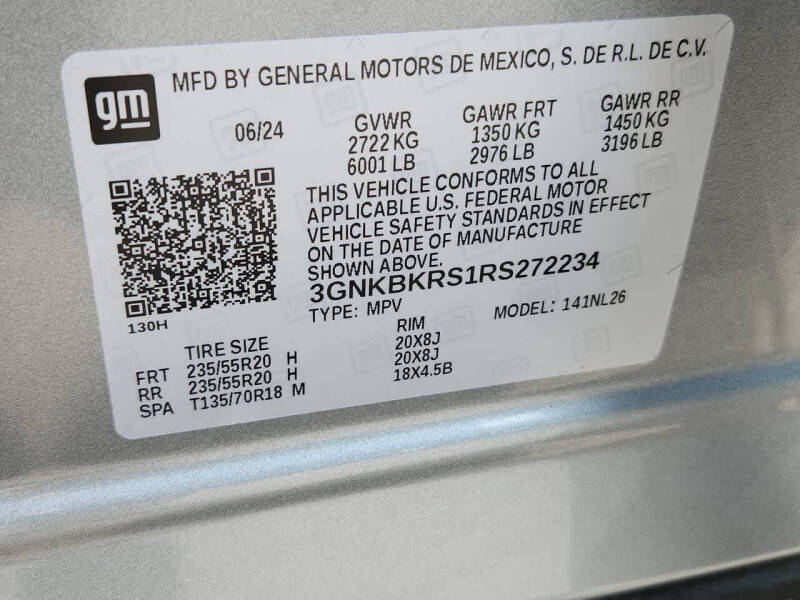 gm
MFD BY GENERAL MOTORS DE MEXICO, S. DE R.L. DE C.V.
06/24 GVWR GAWR FRT GAWR RR
2722 KG 1350 KG 1450 KG
6001 LB 2976 LB 3196 LB
THIS VEHICLE CONFORMS TO ALL
APPLICABLE U.S. FEDERAL MOTOR
VEHICLE SAFETY STANDARDS IN EFFECT
ON THE DATE OF MANUFACTURE
SHOWN ABOVE.
3GNKBKRS1RS272234
TYPE: MPV MODEL: 141NL26
130H
TIRE SIZE RIM
FRT 235/55R20 H 20X8J
RR 235/55R20 H 20X8J
SPA T135/70R18 M 18X4.5B